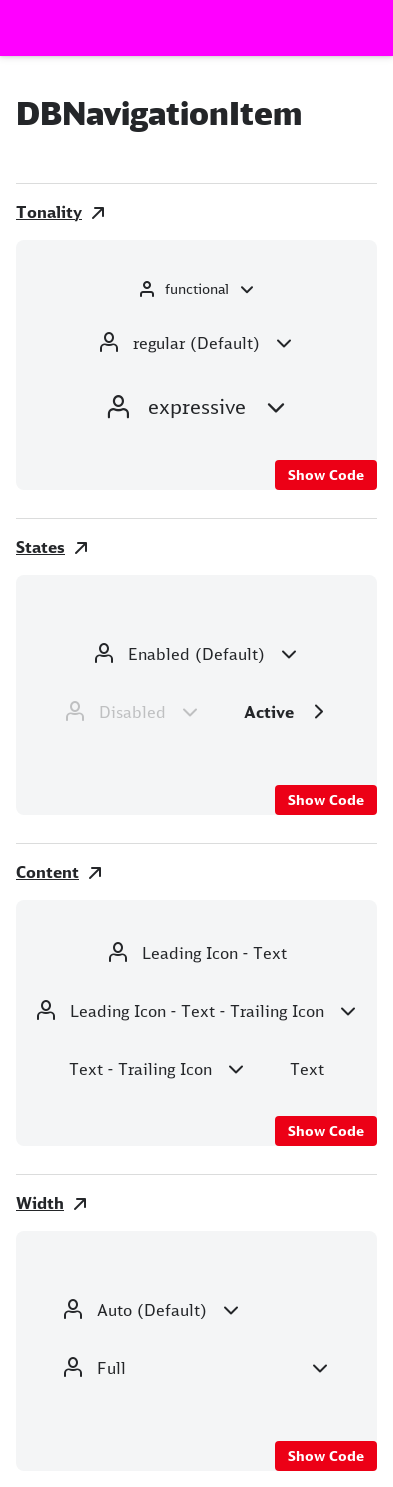 DBNavigationItem
Tonality
functional
regular (Default)
expressive
Show Code
States
Enabled (Default)
Disabled
Active
Show Code
Content
Leading Icon - Text
Leading Icon - Text - Trailing Icon
Text - Trailing Icon
Text
Show Code
Width
Auto (Default)
Full
Show Code